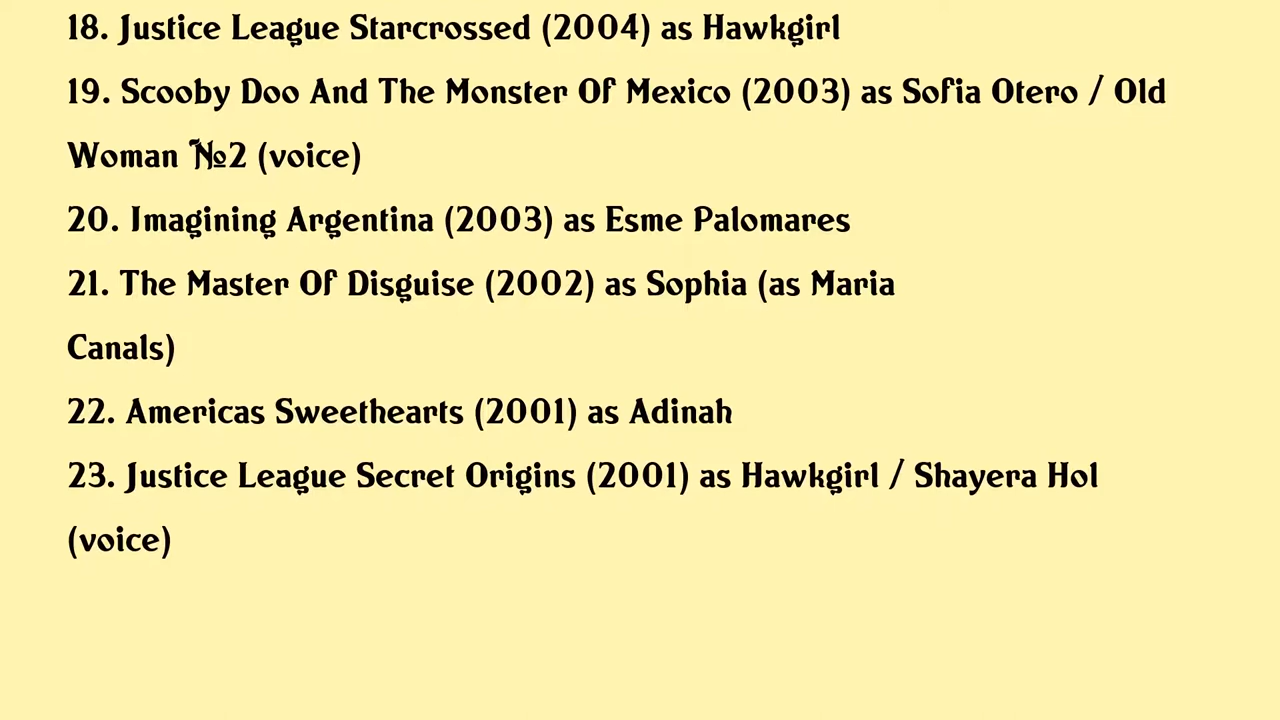 18. Justice League Starcrossed (2004) as Hawkgirl
19. Scooby Doo And The Monster Of Mexico (2003) as Sofia Otero / Old
Woman №2 (voice)
20. Imagining Argentina (2003) as Esme Palomares
21. The Master Of Disguise (2002) as Sophia (as Maria
Canals)
22. Americas Sweethearts (2001) as Adinah
23. Justice League Secret Origins (2001) as Hawkgirl / Shayera Hol
(voice)